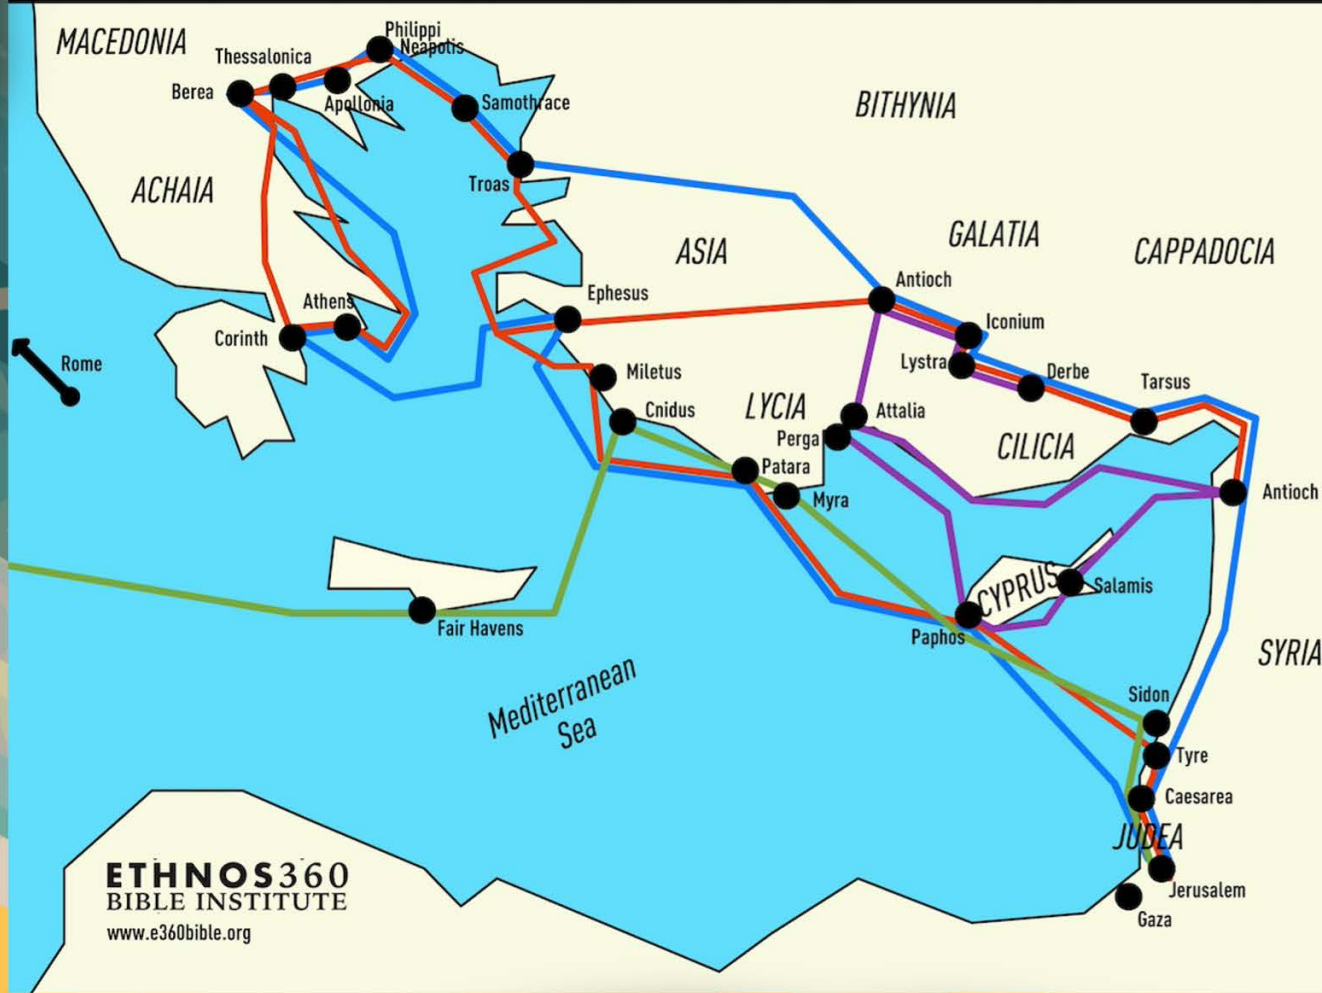 MACEDONIA
Philippi
Neapolis
Thessalonica
Berea
Apollonia
Samothrace
BITHYNIA
Troas
ACHAIA
ASIA
GALATIA
CAPPADOCIA
Antioch
Ephesus
Athens
Corinth
Iconium
Lystra
Derbe
Tarsus
Rome
Miletus
Cnidus
LYCIA
Attalia
Perga
CILICIA
Patara
Myra
Antioch
CYPRUS
Salamis
Fair Havens
Paphos
SYRIA
Mediterranean
Sea
Sidon
Tyre
Caesarea
JUDEA
Jerusalem
Gaza
ETHNOS360
BIBLE INSTITUTE
www.e360bible.org